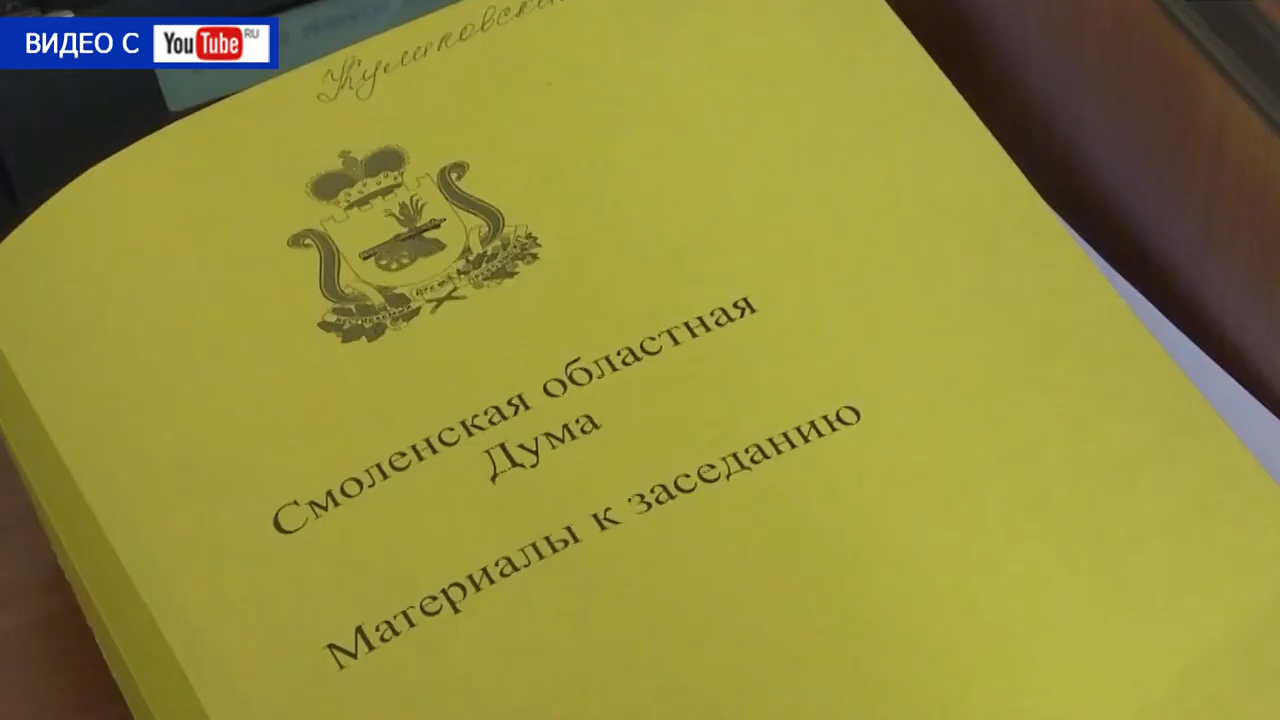 ВИДЕО С YouTube RU
Смоленская областная
Дума
Материалы к заседанию